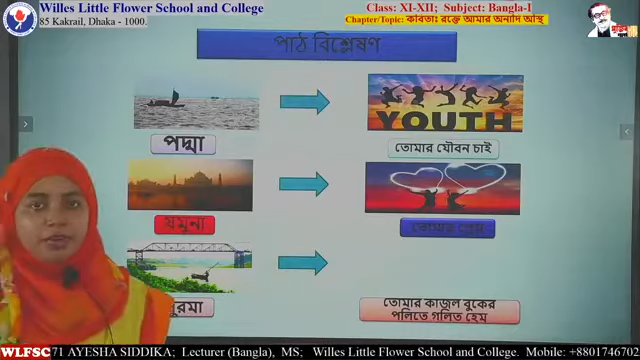 Willes Little Flower School and College
85 Kakrail, Dhaka - 1000.
Class: XI-XII; Subject: Bangla-I
Chapter/Topic: কবিতা: রক্তে আমার অনাদি অস্থি
পাঠ বিশ্লেষণ
YOUTH
পদ্মা
তোমার যৌবন চাই
যমুনা
তোমার প্রেম
তোমার কাজল বুকের
পলিতে গলিত হেম
WLFSC 71 AYESHA SIDDIKA; Lecturer (Bangla), MS; Willes Little Flower School and College. Mobile: +8801746702